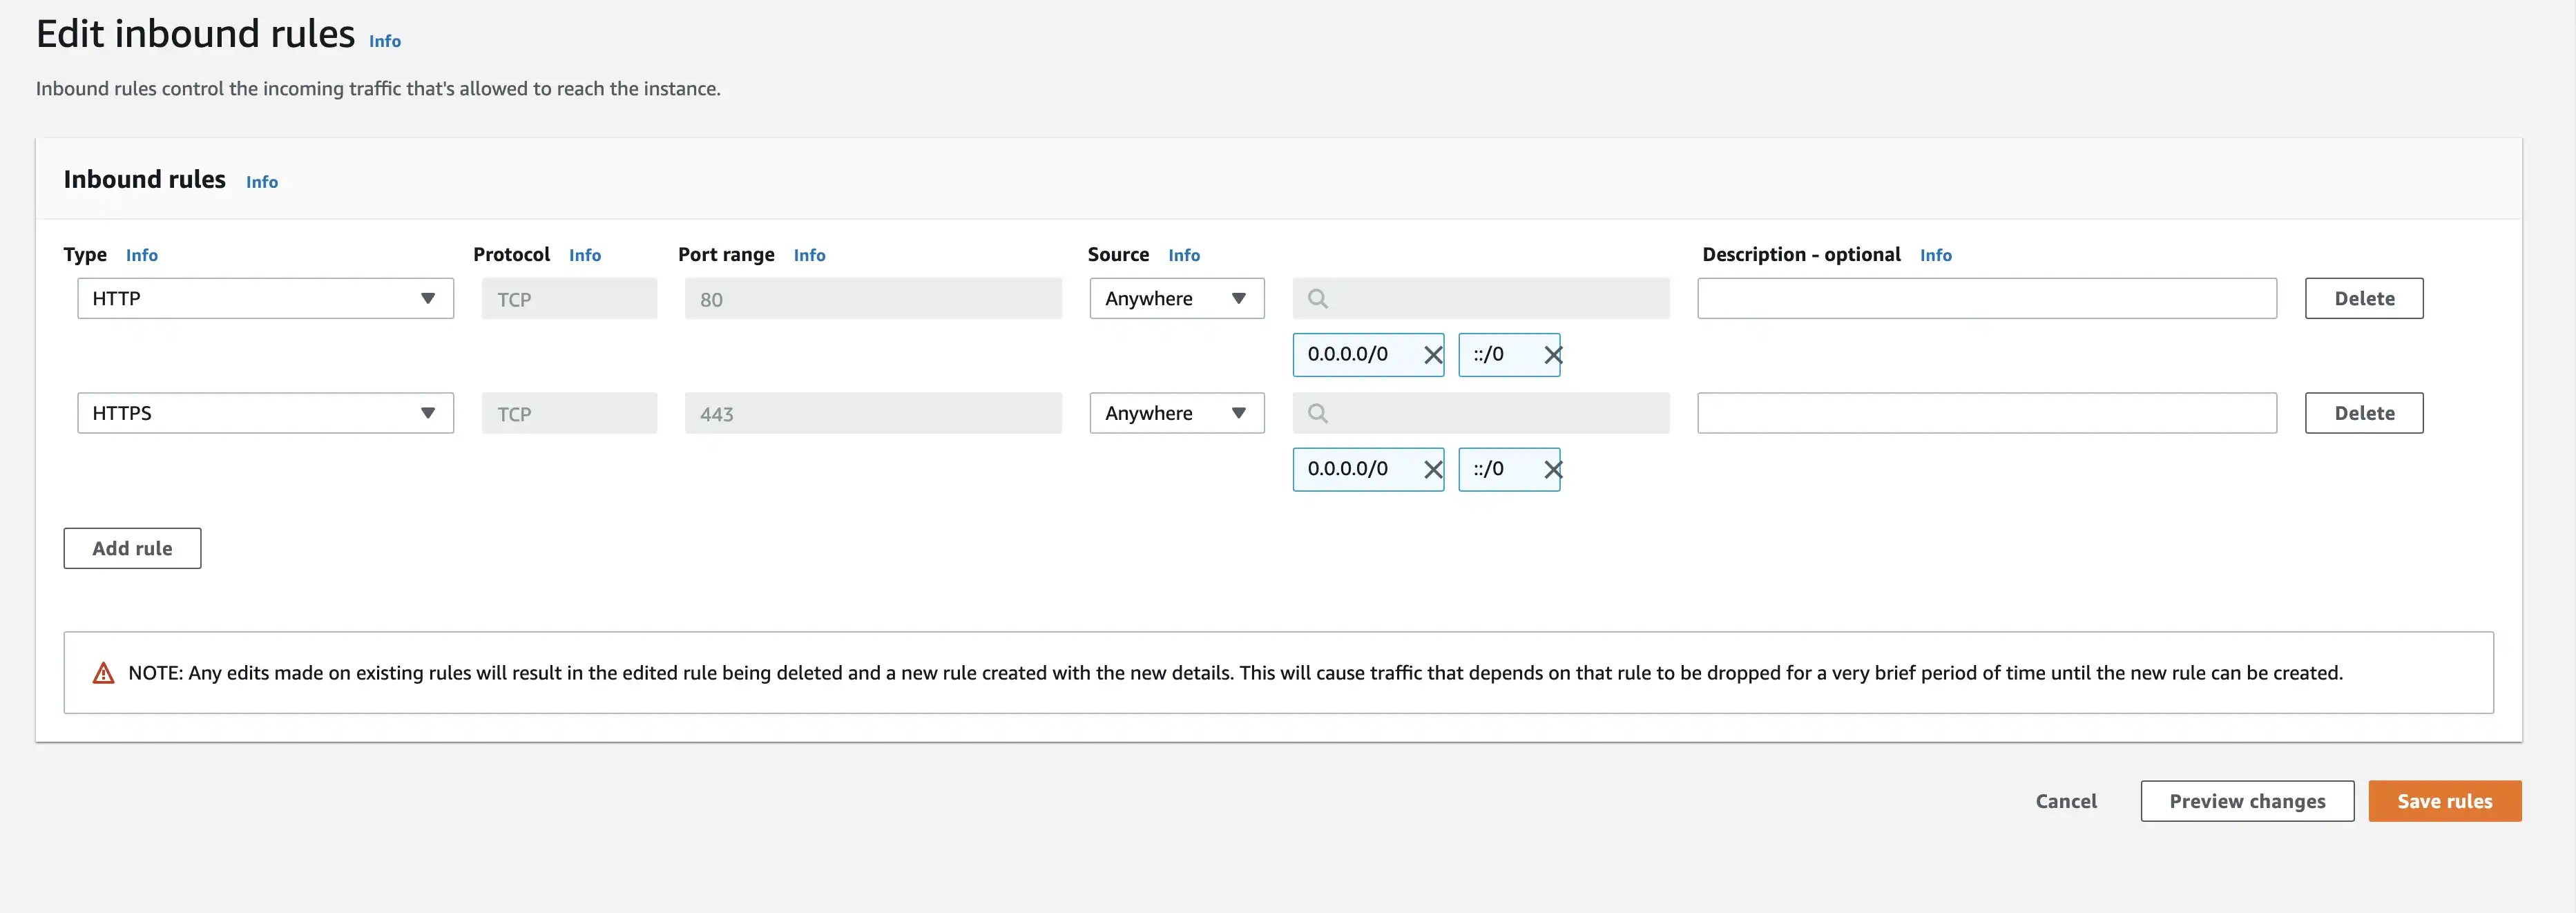 Edit inbound rules Info
Inbound rules control the incoming traffic that's allowed to reach the instance.
Inbound rules Info
Type Info Protocol Info Port range Info Source Info Description - optional Info
HTTP TCP 80 Anywhere Delete
0.0.0.0/0 ::/0
HTTPS TCP 443 Anywhere Delete
0.0.0.0/0 ::/0
Add rule
NOTE: Any edits made on existing rules will result in the edited rule being deleted and a new rule created with the new details. This will cause traffic that depends on that rule to be dropped for a very brief period of time until the new rule can be created.
Cancel Preview changes Save rules